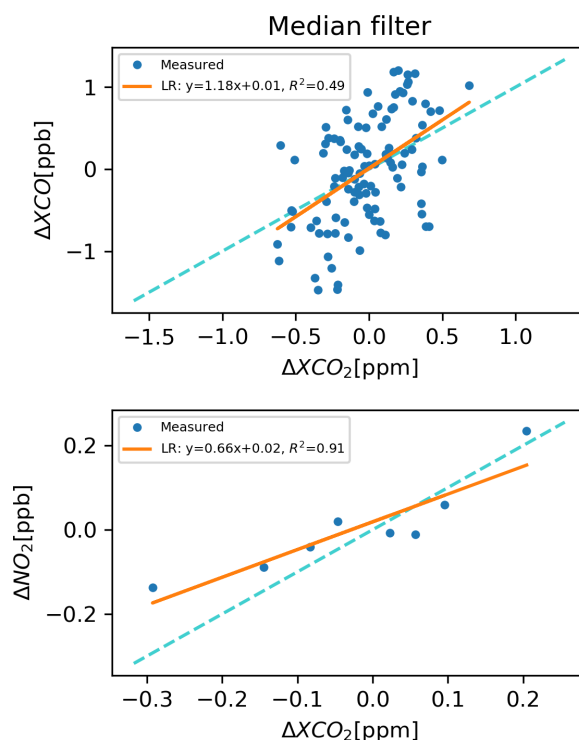 Median filter
Measured
LR: y=1.18x+0.01, R²=0.49
ΔXCO[ppb]
1
0
−1
−1.5 −1.0 −0.5 0.0 0.5 1.0
ΔXCO₂[ppm]
Measured
LR: y=0.66x+0.02, R²=0.91
ΔNO₂[ppb]
0.2
0.0
−0.2
−0.3 −0.2 −0.1 0.0 0.1 0.2
ΔXCO₂[ppm]